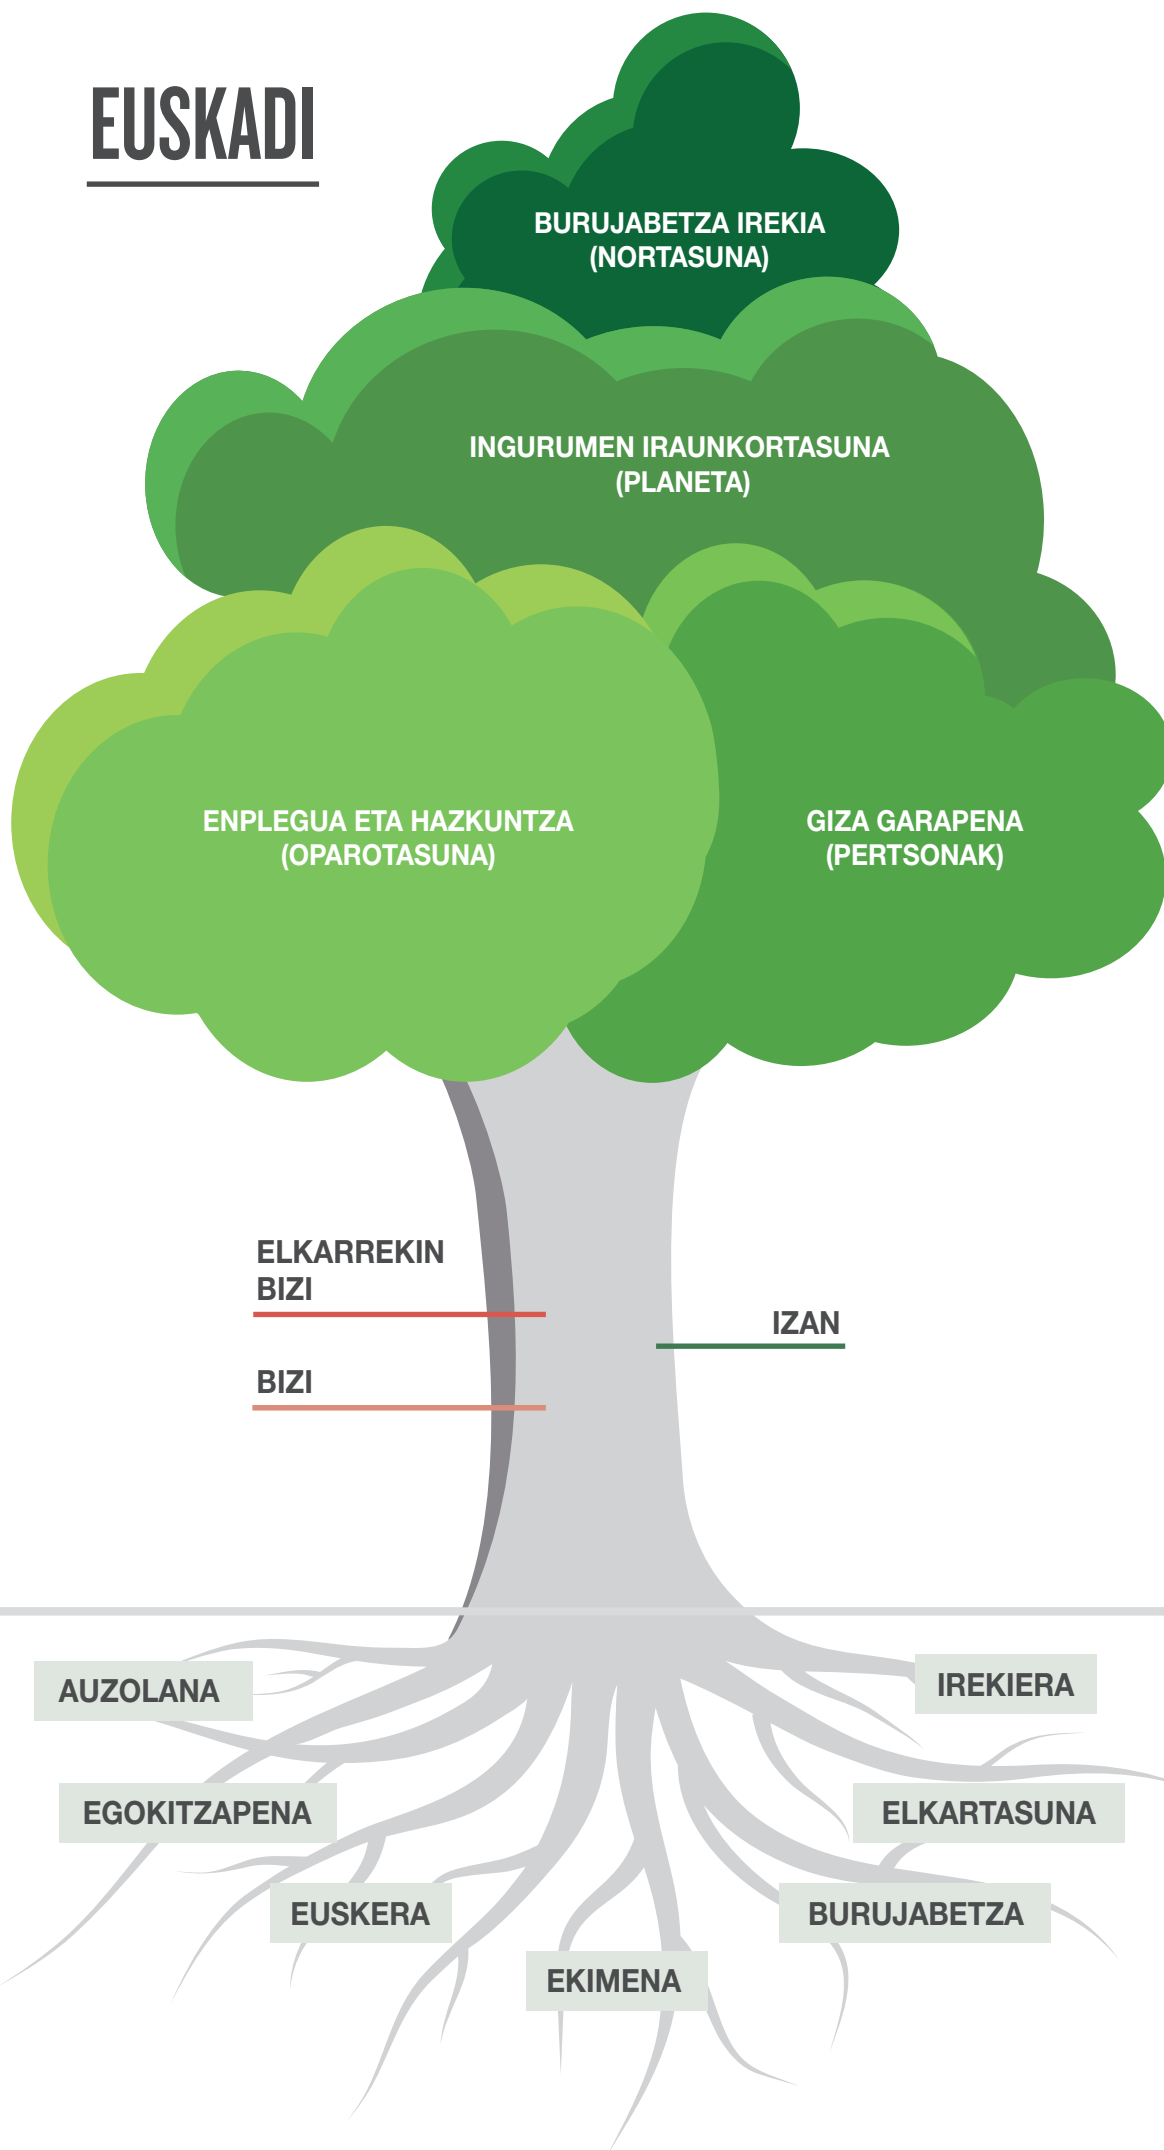 EUSKADI
BURUJABETZA IREKIA
(NORTASUNA)
INGURUMEN IRAUNKORTASUNA
(PLANETA)
ENPLEGUA ETA HAZKUNTZA
(OPAROTASUNA)
GIZA GARAPENA
(PERTSONAK)
ELKARREKIN
BIZI
IZAN
BIZI
AUZOLANA
IREKIERA
EGOKITZAPENA
ELKARTASUNA
EUSKERA
BURUJABETZA
EKIMENA